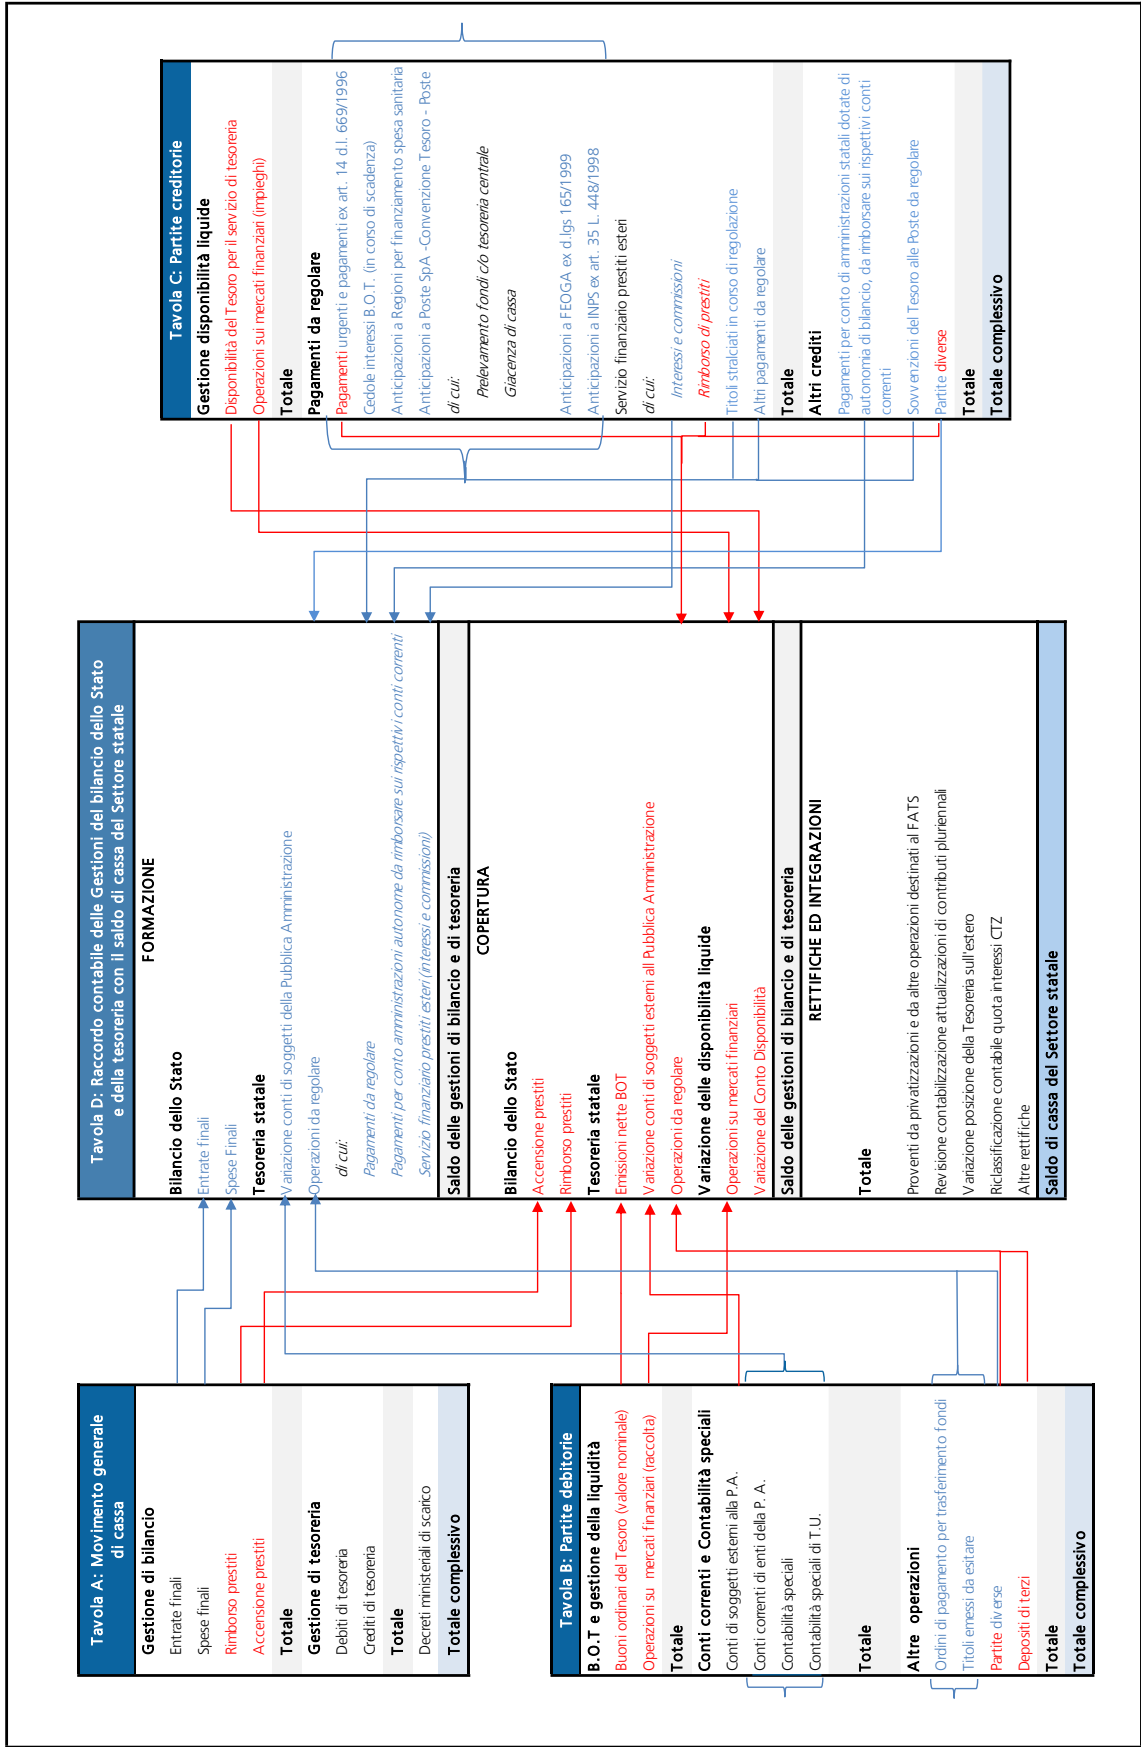 Tavola A: Movimento generale
di cassa
Gestione di bilancio
Entrate finali
Spese finali
Rimborso prestiti
Accensione prestiti
Totale
Gestione di tesoreria
Debiti di tesoreria
Crediti di tesoreria
Totale
Decreti ministeriali di scarico
Totale complessivo
Tavola B: Partite debitorie
B.O.T e gestione della liquidità
Buoni ordinari del Tesoro (valore nominale)
Operazioni su mercati finanziari (raccolta)
Totale
Conti correnti e Contabilità speciali
Conti di soggetti esterni alla P.A.
Conti correnti di enti della P. A.
Contabilità speciali
Contabilità speciali di T.U.
Totale
Altre operazioni
Ordini di pagamento per trasferimento fondi
Titoli emessi da esitare
Partite diverse
Depositi di terzi
Totale
Totale complessivo
Tavola D: Raccordo contabile delle Gestioni del bilancio dello Stato
e della tesoreria con il saldo di cassa del Settore statale
FORMAZIONE
Bilancio dello Stato
Entrate finali
Spese Finali
Tesoreria statale
Variazione conti di soggetti della Pubblica Amministrazione
Operazioni da regolare
di cui:
Pagamenti da regolare
Pagamenti per conto amministrazioni autonome da rimborsare sui rispettivi conti correnti
Servizio finanziario prestiti esteri (interessi e commissioni)
Saldo delle gestioni di bilancio e di tesoreria
COPERTURA
Bilancio dello Stato
Accensione prestiti
Rimborso prestiti
Tesoreria statale
Emissioni nette BOT
Variazione conti di soggetti esterni all Pubblica Amministrazione
Operazioni da regolare
Variazione delle disponibilità liquide
Operazioni su mercati finanziari
Variazione del Conto Disponibilità
Saldo delle gestioni di bilancio e di tesoreria
RETTIFICHE ED INTEGRAZIONI
Totale
Proventi da privatizzazioni e da altre operazioni destinati al FATS
Revisione contabilizzazione attualizzazioni di contributi pluriennali
Variazione posizione della Tesoreria sull'estero
Riclassificazione contabile quota interessi CTZ
Altre rettifiche
Saldo di cassa del Settore statale
Tavola C: Partite creditorie
Gestione disponibilità liquide
Disponibilità del Tesoro per il servizio di tesoreria
Operazioni sui mercati finanziari (impieghi)
Totale
Pagamenti da regolare
Pagamenti urgenti e pagamenti ex art. 14 d.l. 669/1996
Cedole interessi B.O.T. (in corso di scadenza)
Anticipazioni a Regioni per finanziamento spesa sanitaria
Anticipazioni a Poste SpA -Convenzione Tesoro - Poste
di cui:
Prelevamento fondi c/o tesoreria centrale
Giacenza di cassa
Anticipazioni a FEOGA ex d.lgs 165/1999
Anticipazioni a INPS ex art. 35 L. 448/1998
Servizio finanziario prestiti esteri
di cui:
Interessi e commissioni
Rimborso di prestiti
Titoli stralciati in corso di regolazione
Altri pagamenti da regolare
Totale
Altri crediti
Pagamenti per conto di amministrazioni statali dotate di
autonomia di bilancio, da rimborsare sui rispettivi conti
correnti
Sovvenzioni del Tesoro alle Poste da regolare
Partite diverse
Totale
Totale complessivo